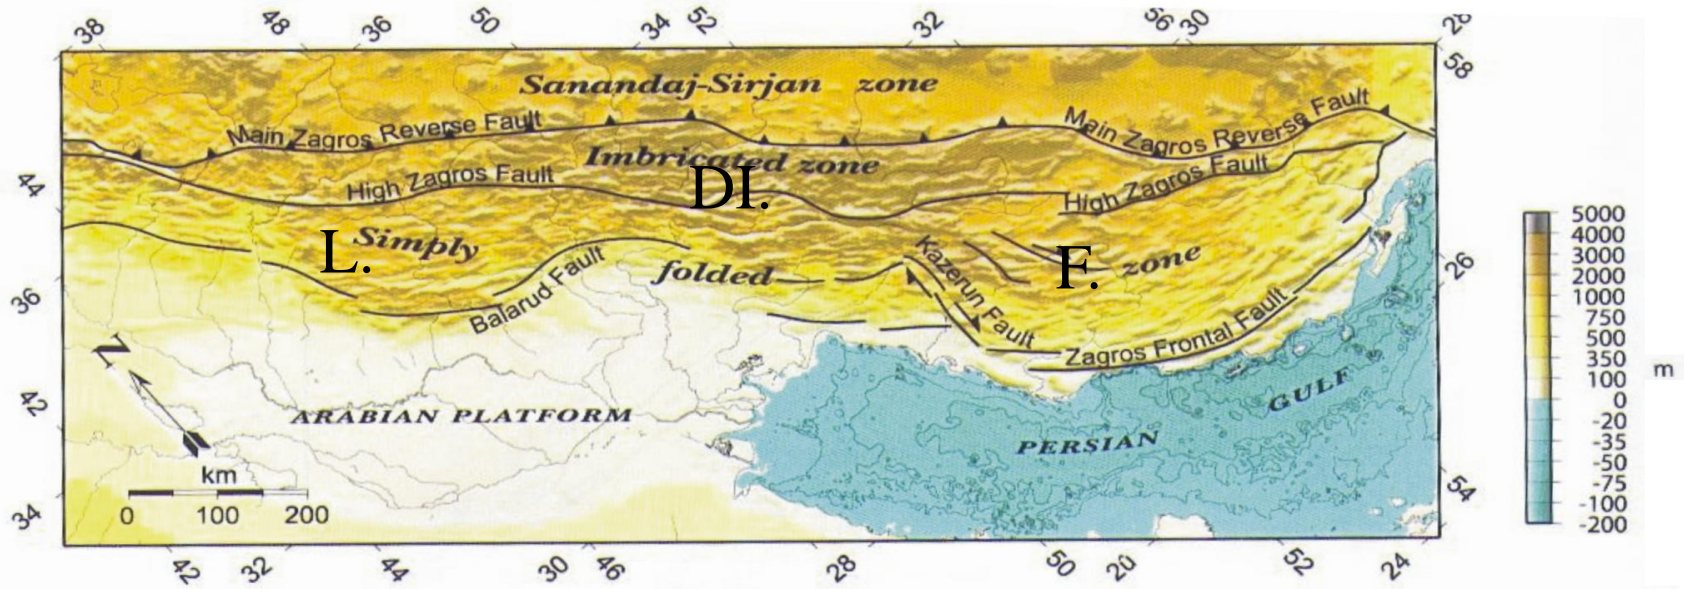 38 48 36 50 34 52 32 56 30 28
58
Sanandaj-Sirjan zone
Main Zagros Reverse Fault
Main Zagros Reverse Fault
Imbricated zone
High Zagros Fault
DI.
High Zagros Fault
44
L.
Simply
folded
Kazerun Fault
F.
zone
26
Balarud Fault
36
Zagros Frontal Fault
N
42
ARABIAN PLATFORM
PERSIAN
GULF
km
0 100 200
34
54
42 32 44 30 46 28 50 20 52 24
5000
4000
3000
2000
1000
750
500
350
100
0
-20
-35
-50
-75
-100
-200
m